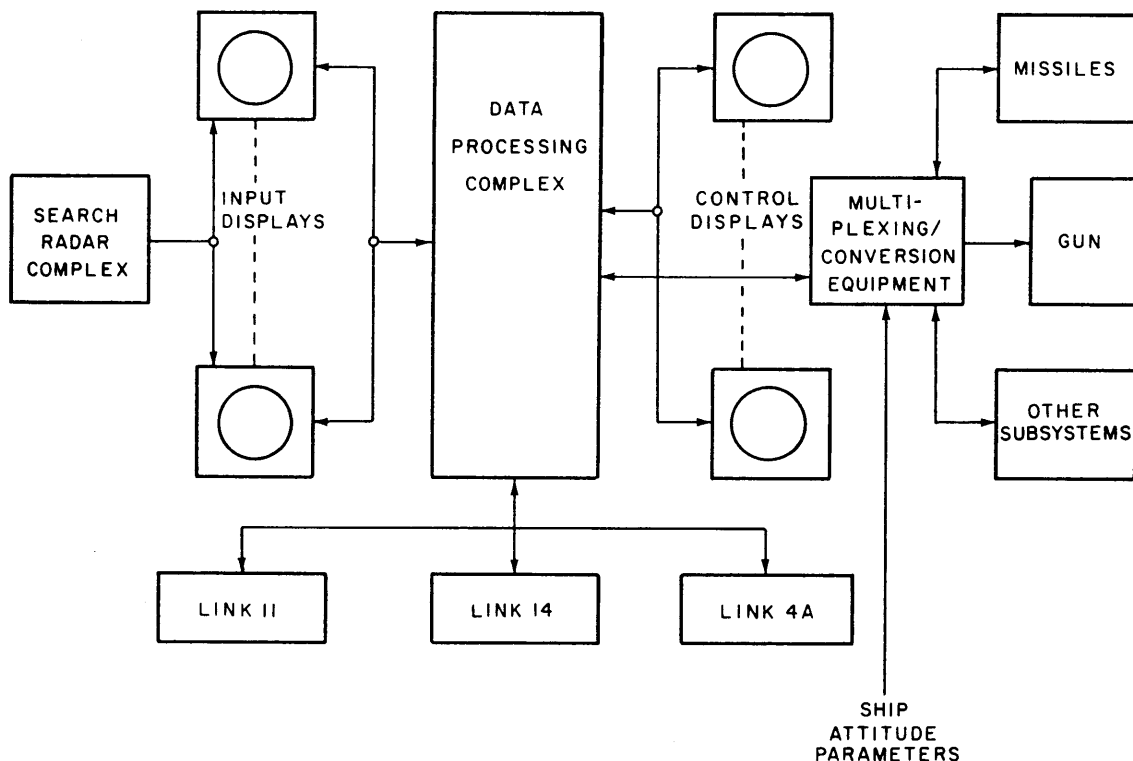 SEARCH
RADAR
COMPLEX
INPUT
DISPLAYS
DATA
PROCESSING
COMPLEX
CONTROL
DISPLAYS
MULTI-
PLEXING/
CONVERSION
EQUIPMENT
MISSILES
GUN
OTHER
SUBSYSTEMS
LINK 11
LINK 14
LINK 4A
SHIP
ATTITUDE
PARAMETERS